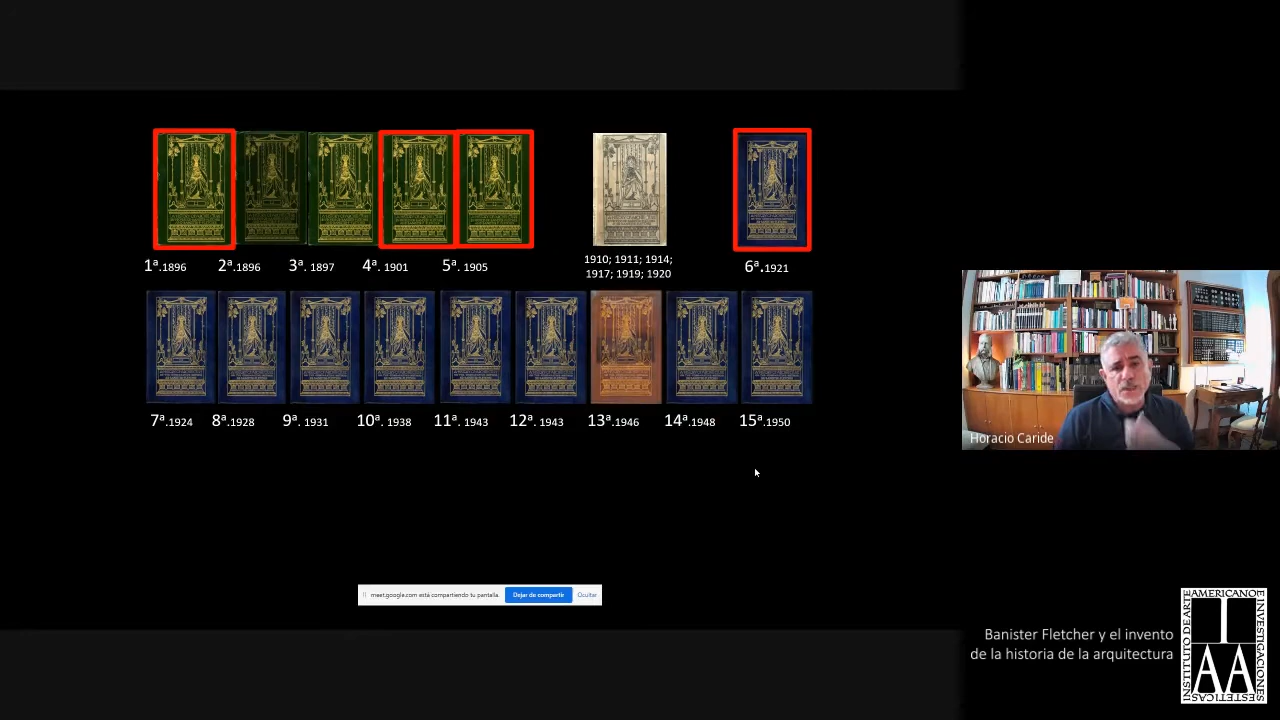 1ª.1896
2ª.1896
3ª. 1897
4ª. 1901
5ª. 1905
1910; 1911; 1914;
1917; 1919; 1920
6ª.1921
7ª.1924
8ª.1928
9ª. 1931
10ª. 1938
11ª. 1943
12ª. 1943
13ª.1946
14ª.1948
15ª.1950
Horacio Caride
meet.google.com está compartiendo tu pantalla.
Dejar de compartir
Ocultar
Banister Fletcher y el invento
de la historia de la arquitectura
INSTITUTO DE ARTE
AMERICANO
E INVESTIGACIONES
ESTETICAS
IAA